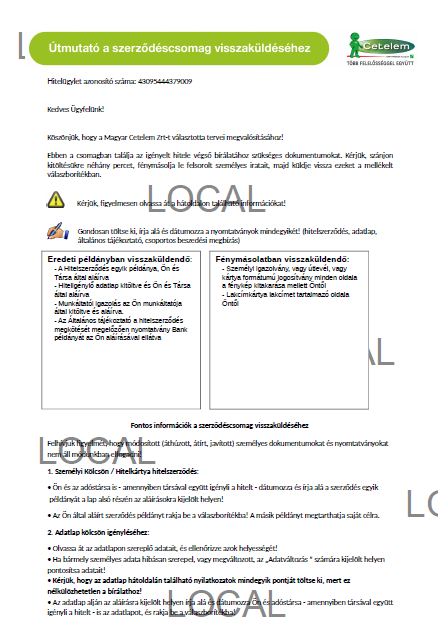 Útmutató a szerződéscsomag visszaküldéséhez
Cetelem
TÖBB FELELŐSSÉGGEL EGYÜTT
Hitelügylet azonosító száma: 43095444379009
Kedves Ügyfelünk!
Köszönjük, hogy a Magyar Cetelem Zrt-t választotta tervei megvalósításához!
Ebben a csomagban találja az igényelt hitele végső bírálatához szükséges dokumentumokat. Kérjük, szánjon
kitöltésükre néhány percet, fénymásolja le felsorolt személyes iratait, majd küldje vissza ezeket a mellékelt
válaszborítékban.
LOCAL
Kérjük, figyelmesen olvassa át a hátoldalon található információkat!
Gondosan töltse ki, írja alá és dátumozza a nyomtatványok mindegyikét! (hitelszerződés, adatlap,
általános tájékoztató, csoportos beszedési megbízás)
Eredeti példányban visszaküldendő:
- A Hitelszerződés egyik példánya, Ön és
Társa által aláírva
- Hiteligénylő adatlap kitöltve és Ön és Társa
által aláírva
- Munkáltatói igazolás az Ön munkáltatója
által kitöltve és aláírva.
- Az Általános tájékoztató a hitelszerződés
megkötését megelőzően nyomtatvány Bank
példányát az Ön aláírásával ellátva
Fénymásolatban visszaküldendő:
- Személyi igazolvány, vagy útlevél, vagy
kártya formátumú jogosítvány minden oldala
a fénykép kitakarása mellett Öntől
- Lakcímkártya lakcímet tartalmazó oldala
Öntől
AL
Fontos információk a szerződéscsomag visszaküldéséhez
Felhívjuk figyelmét, hogy módosított (áthúzott, átírt, javított) személyes dokumentumokat és nyomtatványokat
nem áll módunkban elfogadni!
LOCAL
1. Személyi Kölcsön / Hitelkártya hitelszerződés:
• Ön és az adóstársa is - amennyiben társával együtt igényli a hitelt - dátumozza és írja alá a szerződés egyik
példányát a lap alsó részén az aláírásokra kijelölt helyen!
LO
• Az Ön által aláírt szerződés példányt rakja be a válaszborítékba! A másik példányt megtarthatja saját célra.
2. Adatlap kölcsön igényléséhez:
• Olvassa át az adatlapon szereplő adatait, és ellenőrizze azok helyességét!
• Ha bármely személyes adata hibásan szerepel, vagy megváltozott, az „Adatváltozás " számára kijelölt helyen
pontosítsa adatait!
• Kérjük, hogy az adatlap hátoldalán található nyilatkozatok mindegyik pontját töltse ki, mert ez
nélkülözhetetlen a bírálathoz!
• Az adatlap alján az aláírásra kijelölt helyen írja alá és dátumozza Ön és adóstársa - amennyiben társával együtt
igényli a hitelt - is az adatlapot, és rakja be a válaszborítékba!
LOCAL